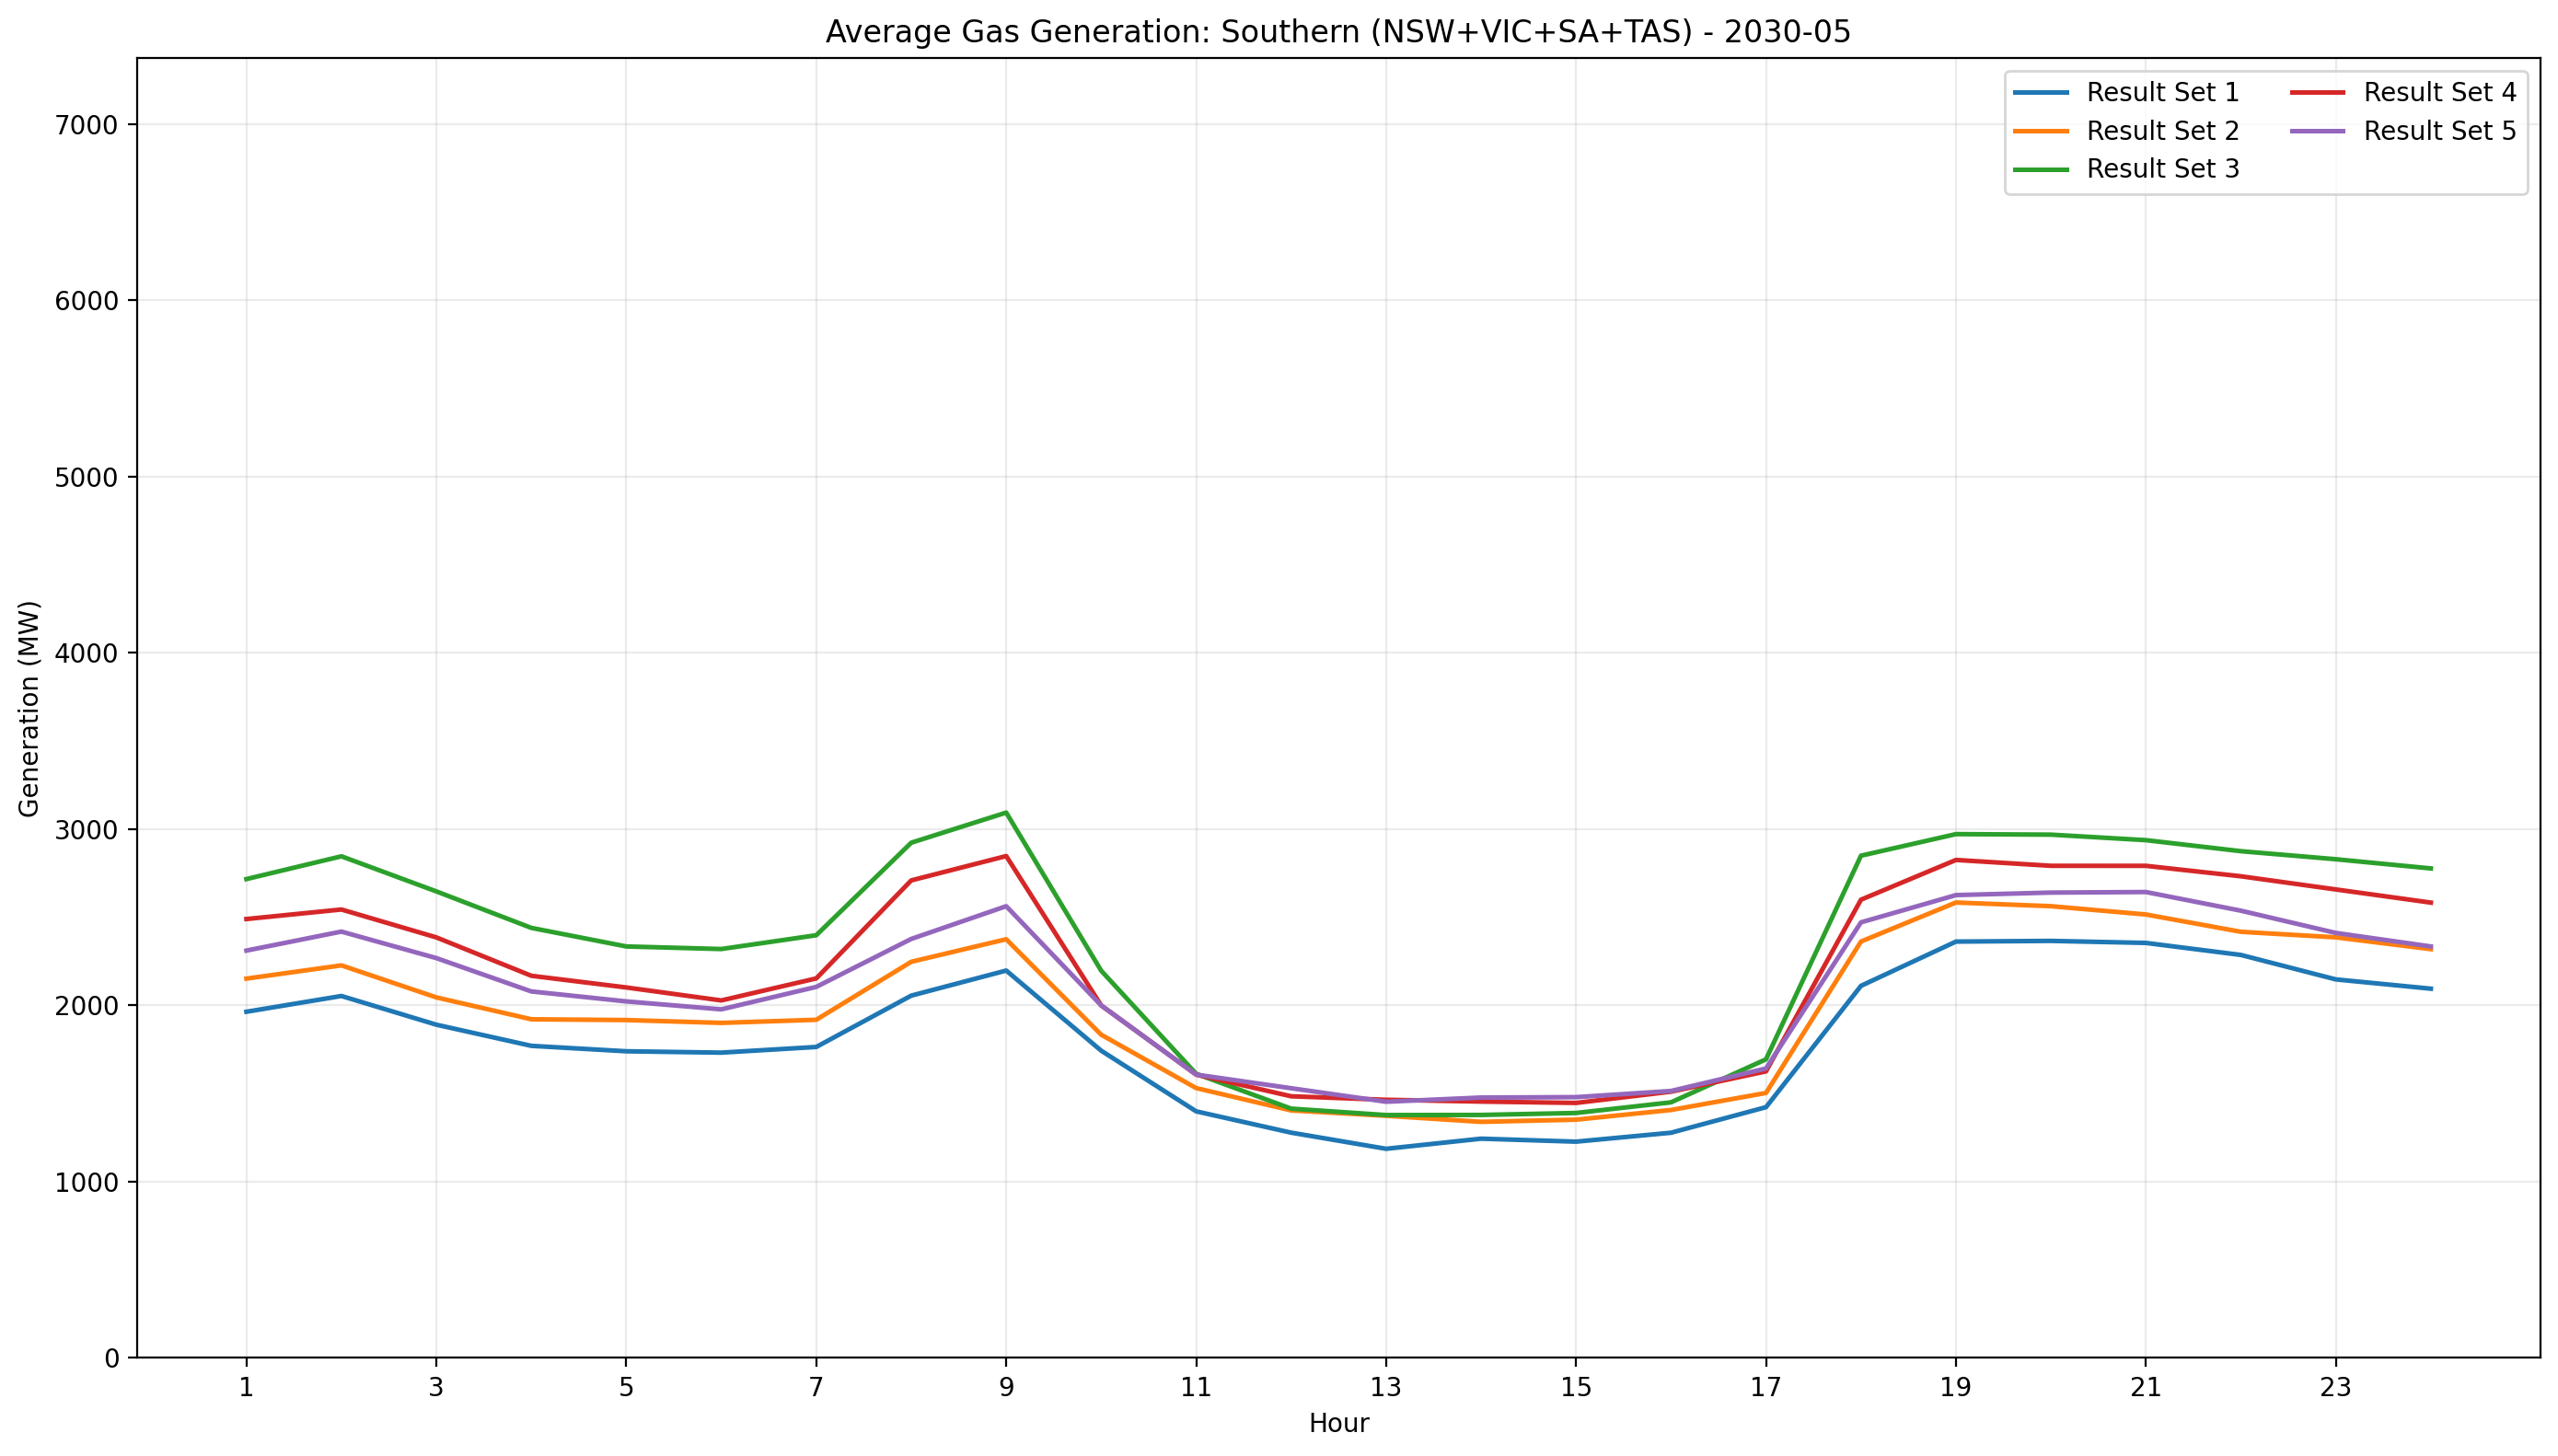 Average Gas Generation: Southern (NSW+VIC+SA+TAS) - 2030-05
Result Set 1
Result Set 2
Result Set 3
Result Set 4
Result Set 5
Generation (MW)
7000
6000
5000
4000
3000
2000
1000
0
1 3 5 7 9 11 13 15 17 19 21 23
Hour